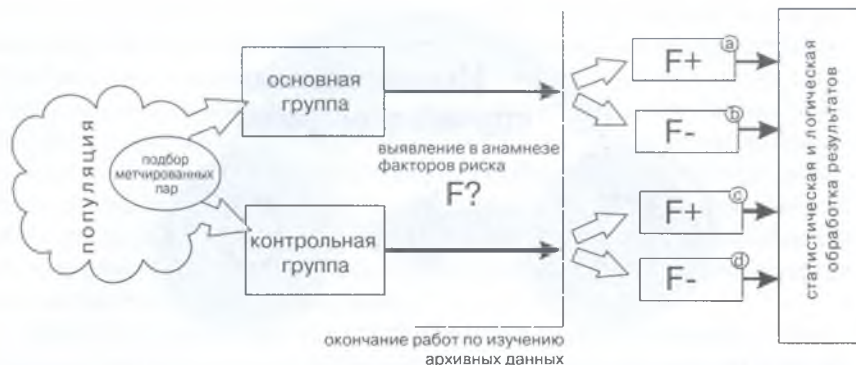 популяция
подбор
метчированных
пар
основная
группа
контрольная
группа
выявление в анамнезе
факторов риска
F?
F+
a
F-
b
F+
c
F-
d
статистическая и логическая
обработка результатов
окончание работ по изучению
архивных данных